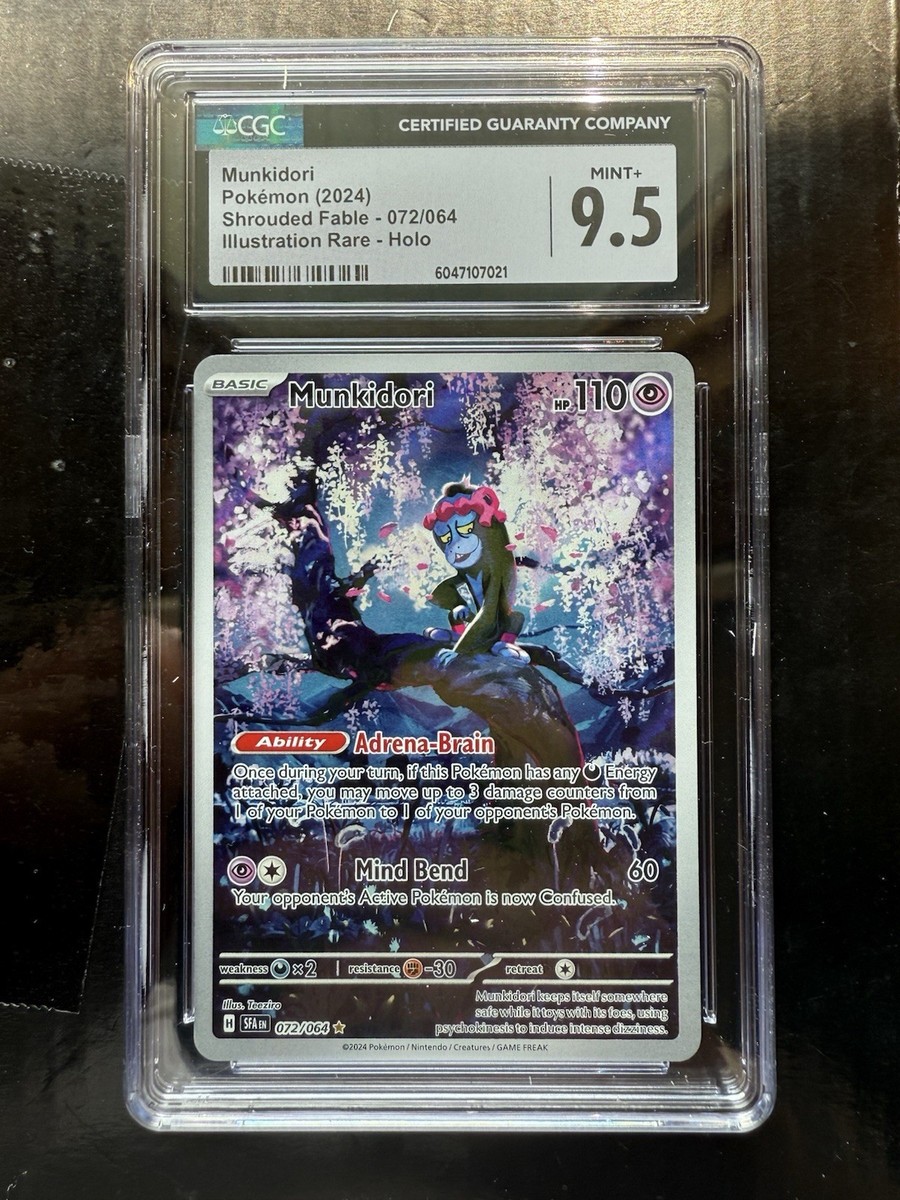 CGC
CERTIFIED GUARANTY COMPANY
Munkidori
Pokémon (2024)
Shrouded Fable - 072/064
Illustration Rare - Holo
MINT+
9.5
6047107021
BASIC
Munkidori
HP 110
Ability Adrena-Brain
Once during your turn, if this Pokémon has any Energy
attached, you may move up to 3 damage counters from
1 of your Pokémon to 1 of your opponent's Pokémon.
Mind Bend 60
Your opponent's Active Pokémon is now Confused.
weakness ×2 resistance -30 retreat
Illus. Teeziro
Munkidori keeps itself somewhere
safe while it toys with its foes, using
psychokinesis to induce intense dizziness.
H SFA EN 072/064
©2024 Pokémon / Nintendo / Creatures / GAME FREAK